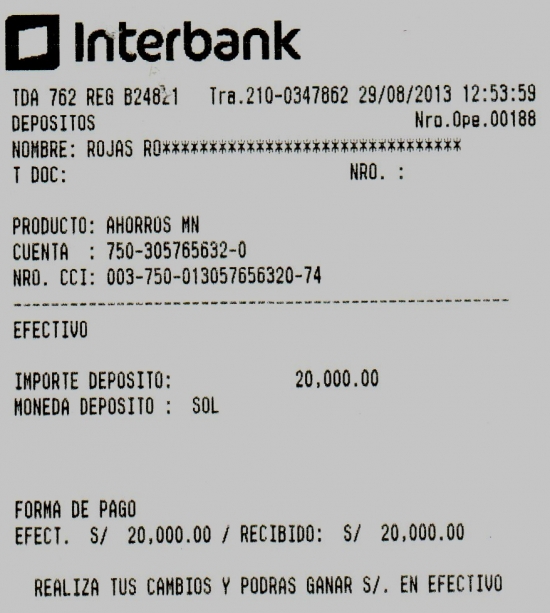 Interbank
TDA 762 REG B24821 Tra.210-0347862 29/08/2013 12:53:59
DEPOSITOS Nro.Ope.00188
NOMBRE: ROJAS RO********************************
T DOC: NRO. :
PRODUCTO: AHORROS MN
CUENTA : 750-305765632-0
NRO. CCI: 003-750-013057656320-74
------------------------------------------------------
EFECTIVO
IMPORTE DEPOSITO: 20,000.00
MONEDA DEPOSITO : SOL
FORMA DE PAGO
EFECT. S/ 20,000.00 / RECIBIDO: S/ 20,000.00
REALIZA TUS CAMBIOS Y PODRAS GANAR S/. EN EFECTIVO